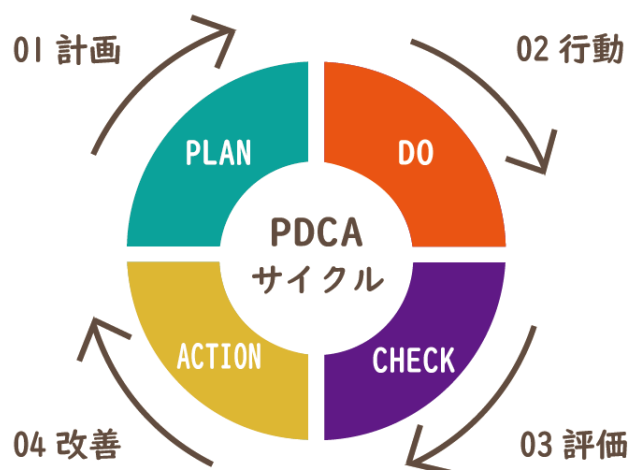 01 計画
02 行動
PLAN
DO
PDCA
サイクル
ACTION
CHECK
04 改善
03 評価